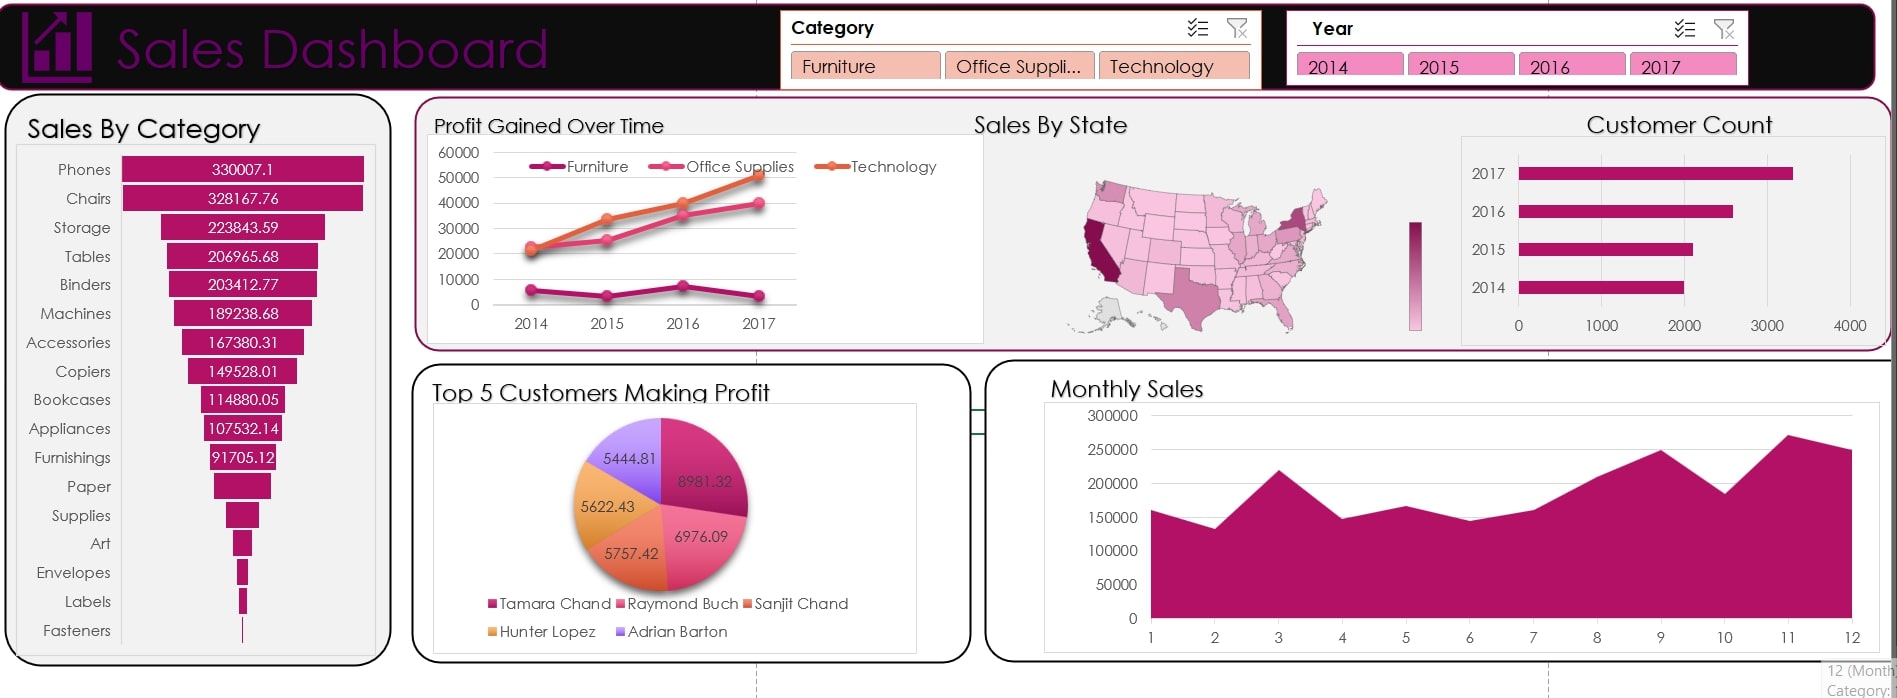 Sales Dashboard
Category
Furniture
Office Suppli...
Technology
Year
2014
2015
2016
2017
Sales By Category
Phones 330007.1
Chairs 328167.76
Storage 223843.59
Tables 206965.68
Binders 203412.77
Machines 189238.68
Accessories 167380.31
Copiers 149528.01
Bookcases 114880.05
Appliances 107532.14
Furnishings 91705.12
Paper
Supplies
Art
Envelopes
Labels
Fasteners
Profit Gained Over Time
Furniture Office Supplies Technology
60000
50000
40000
30000
20000
10000
0
2014 2015 2016 2017
Sales By State
Customer Count
2017
2016
2015
2014
0 1000 2000 3000 4000
Top 5 Customers Making Profit
5444.81
8981.32
5622.43
6976.09
5757.42
Tamara Chand Raymond Buch Sanjit Chand
Hunter Lopez Adrian Barton
Monthly Sales
300000
250000
200000
150000
100000
50000
0
1 2 3 4 5 6 7 8 9 10 11 12
12 (Month
Category: